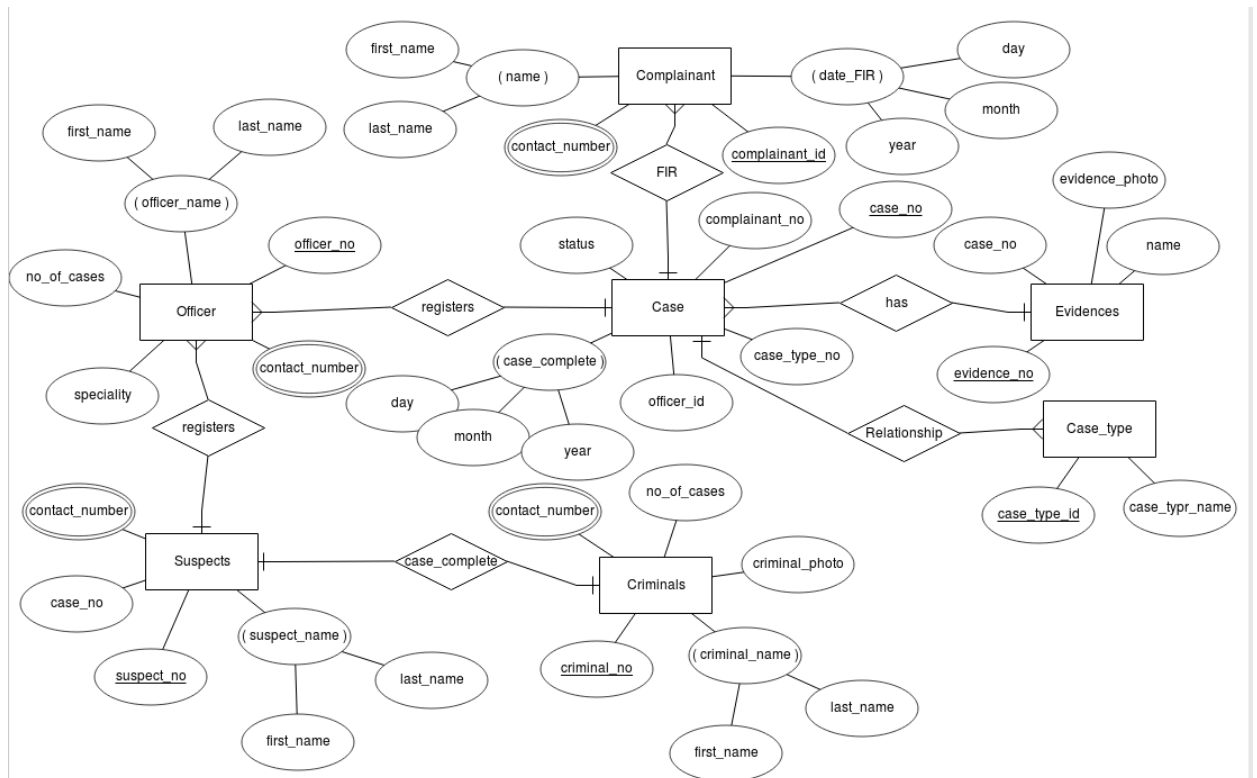 first_name
( name )
Complainant
( date_FIR )
day
month
last_name
contact_number
complainant_id
year
FIR
first_name
last_name
( officer_name )
evidence_photo
officer_no
status
complainant_no
case_no
case_no
name
no_of_cases
Officer
registers
Case
has
Evidences
contact_number
( case_complete )
case_type_no
evidence_no
speciality
day
month
year
officer_id
registers
Relationship
Case_type
case_type_id
case_typr_name
contact_number
contact_number
no_of_cases
Suspects
case_complete
Criminals
criminal_photo
case_no
( suspect_name )
suspect_no
last_name
first_name
criminal_no
( criminal_name )
last_name
first_name